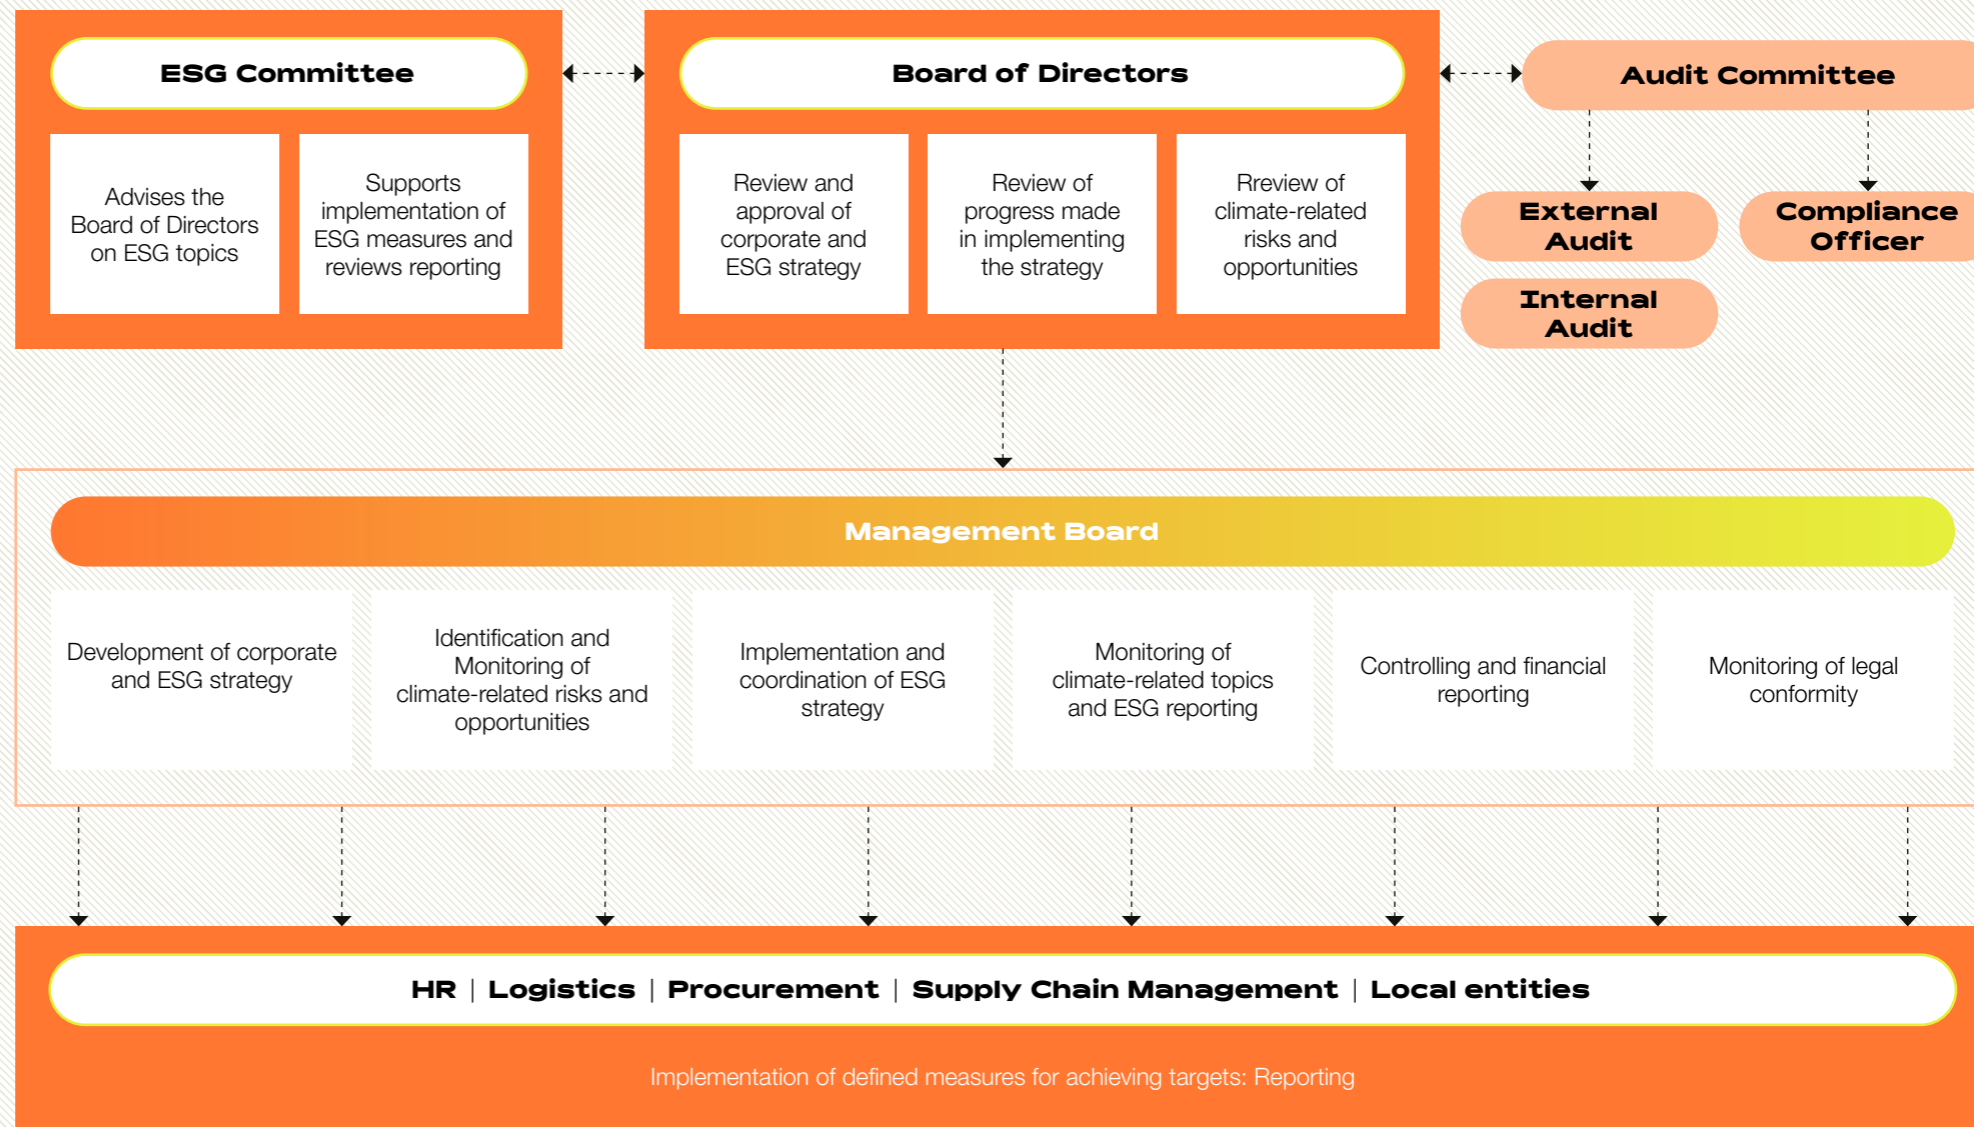 ESG Committee
Advises the
Board of Directors
on ESG topics
Supports
implementation of
ESG measures and
reviews reporting
Board of Directors
Review and
approval of
corporate and
ESG strategy
Review of
progress made
in implementing
the strategy
Rreview of
climate-related
risks and
opportunities
Audit Committee
External
Audit
Internal
Audit
Compliance
Officer
Management Board
Development of corporate
and ESG strategy
Identification and
Monitoring of
climate-related risks and
opportunities
Implementation and
coordination of ESG
strategy
Monitoring of
climate-related topics
and ESG reporting
Controlling and financial
reporting
Monitoring of legal
conformity
HR | Logistics | Procurement | Supply Chain Management | Local entities
Implementation of defined measures for achieving targets: Reporting